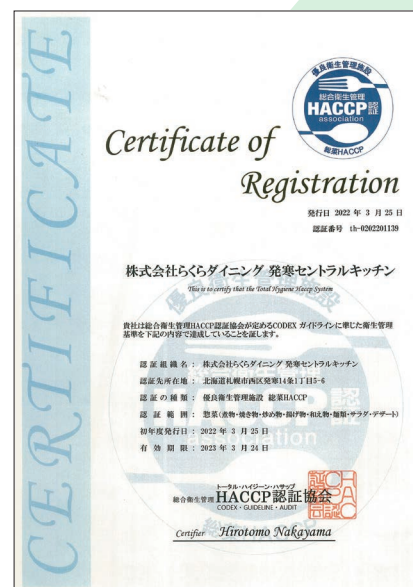 CERTIFICATE
優良衛生管理施設
総合衛生管理
HACCP認証
association
総菜HACCP
Certificate of
Registration
発行日 2022 年 3 月 25 日
認証番号 th-0202201139
株式会社らくらダイニング 発寒セントラルキッチン
This is to certify that the Total Hygiene Haccp System
貴社は総合衛生管理HACCP認証協会が定めるCODEX ガイドラインに準じた衛生管理
基準を下記の内容で達成していることを証します。
認証組織名 : 株式会社らくらダイニング 発寒セントラルキッチン
認証先所在地 : 北海道札幌市西区発寒14条11丁目5-6
認証の種類 : 優良衛生管理施設 総菜HACCP
認証範囲 : 惣菜(煮物・焼き物・炒め物・揚げ物・和え物・麺類・サラダ・デザート)
初年度発行日 : 2022 年 3 月 25 日
有効期限 : 2023 年 3 月 24 日
トータル・ハイジーン・ハサップ
総合衛生管理 HACCP認証協会
CODEX・GUIDELINE・AUDIT
Certifier Hirotomo Nakayama